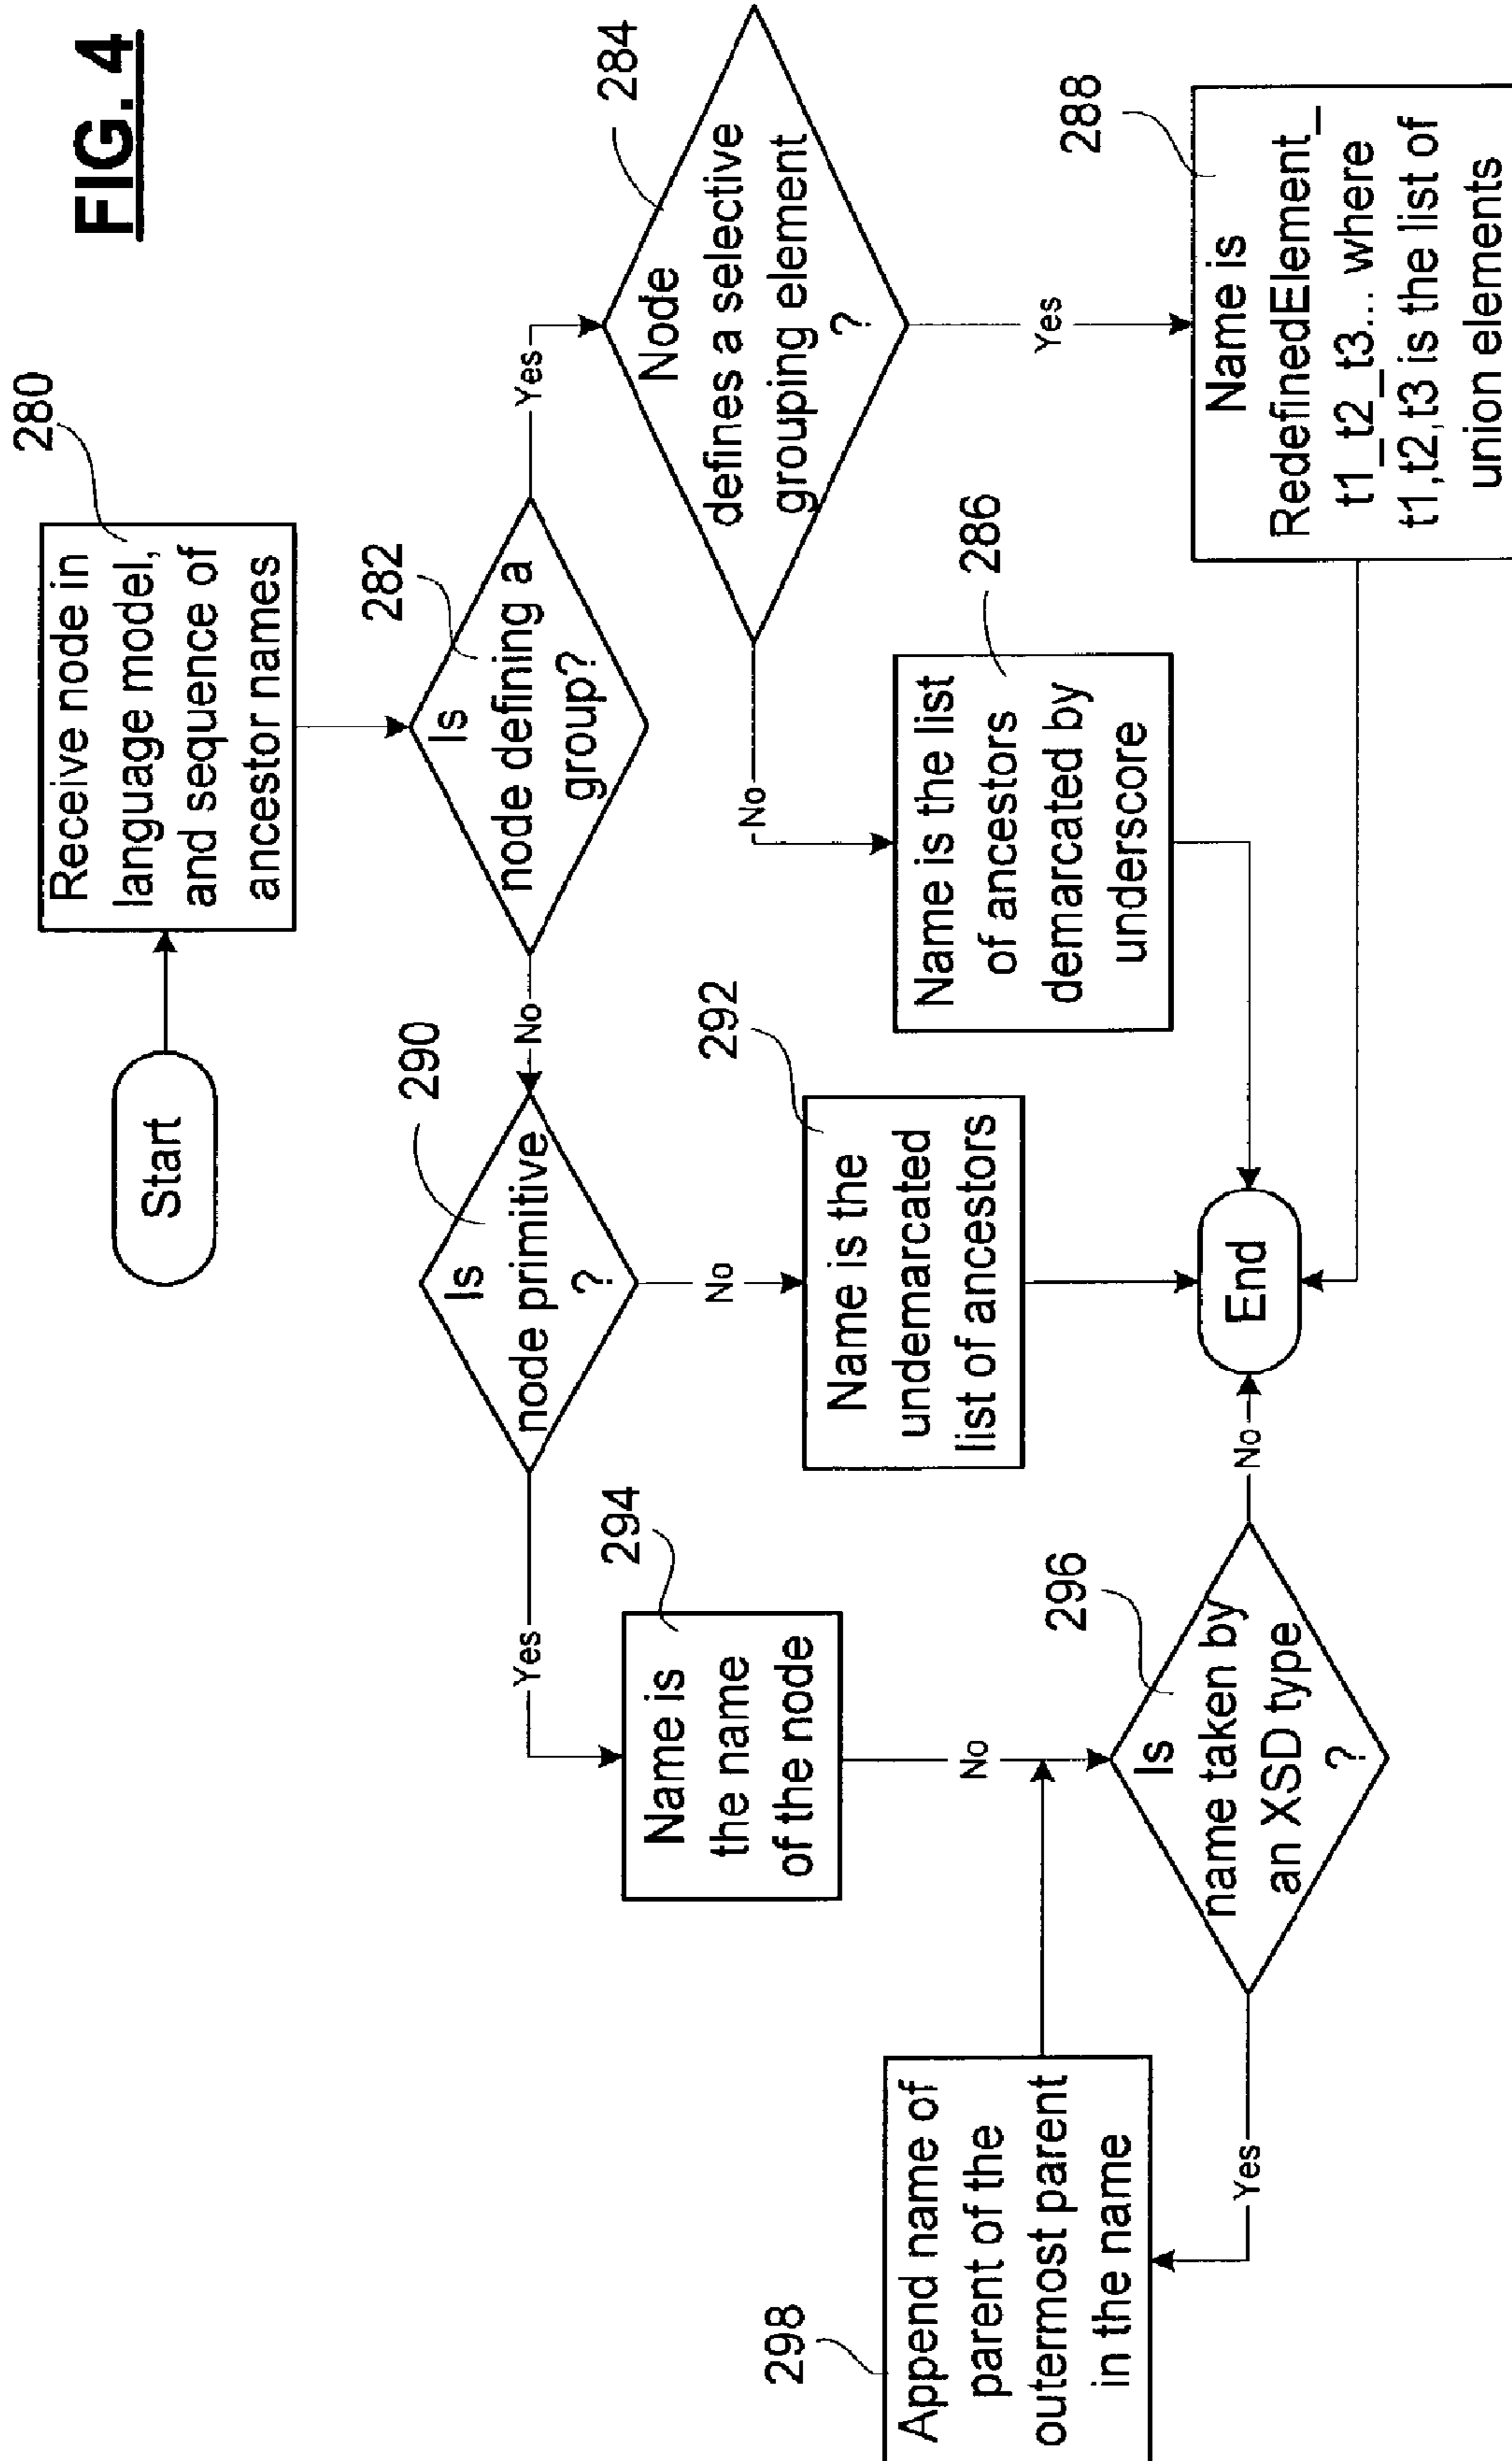 FIG. 4
Start
280
Receive node in
language model,
and sequence of
ancestor names
282
Is
node defining a
group?
Yes
No
284
Node
defines a selective
grouping element
?
No
Yes
286
Name is the list
of ancestors
demarcated by
underscore
288
Name is
RedefinedElement_
t1_t2_t3... where
t1,t2,t3 is the list of
union elements
290
Is
node primitive
?
Yes
No
292
Name is the
undemarcated
list of ancestors
294
Name is
the name
of the node
No
296
Is
name taken by
an XSD type
?
No
Yes
298
Append name of
parent of the
outermost parent
in the name
End